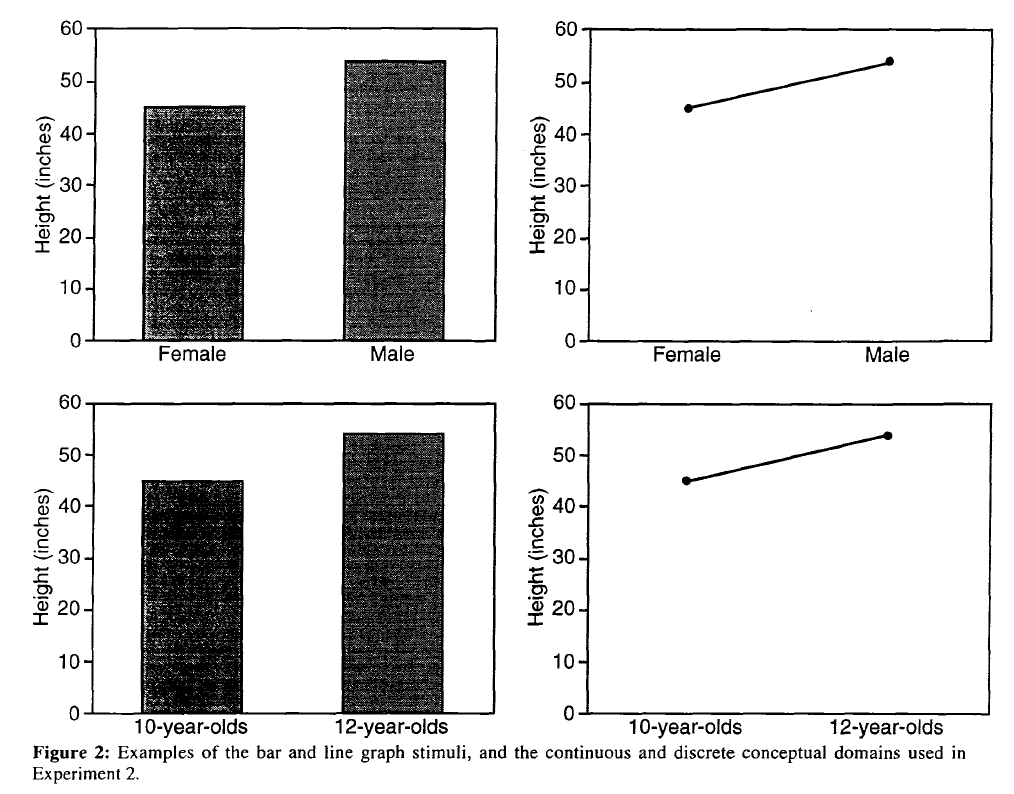 60
50
40
30
20
10
0
Height (inches)
Female Male
60
50
40
30
20
10
0
Height (inches)
Female Male
60
50
40
30
20
10
0
Height (inches)
10-year-olds 12-year-olds
60
50
40
30
20
10
0
Height (inches)
10-year-olds 12-year-olds
Figure 2: Examples of the bar and line graph stimuli, and the continuous and discrete conceptual domains used in
Experiment 2.